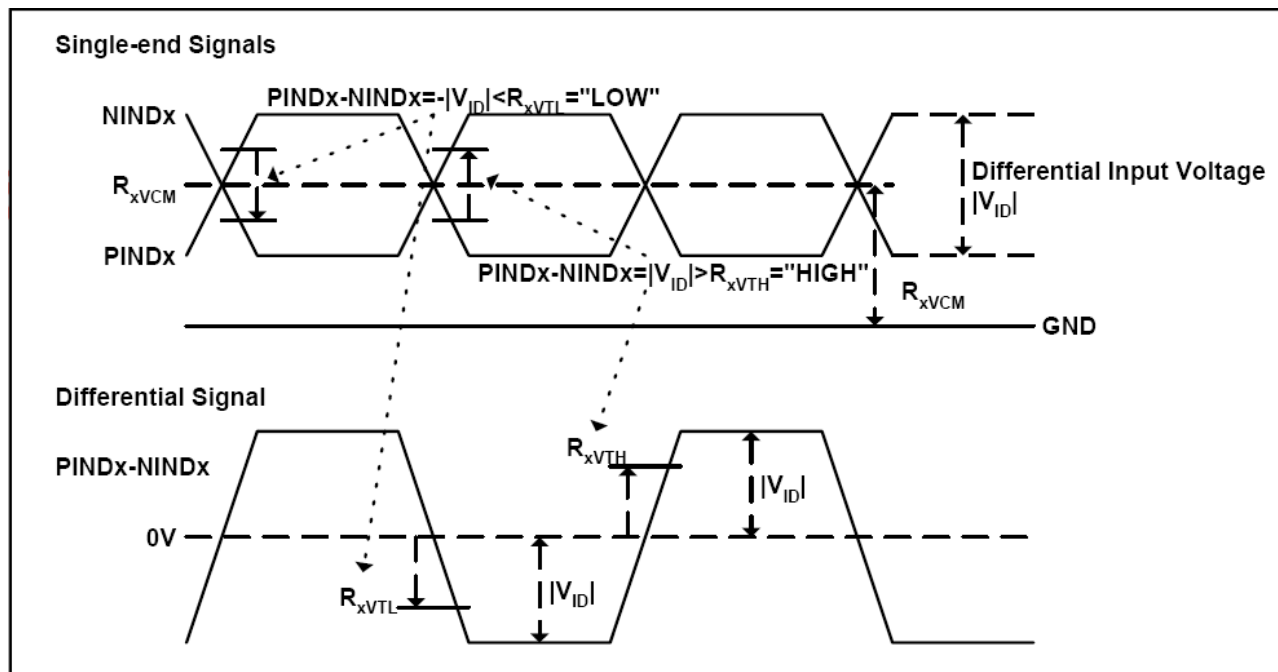 Single-end Signals
PINDx-NINDx=-|VID|<RxVTL="LOW"
NINDx
RxVCM
Differential Input Voltage
|VID|
PINDx
PINDx-NINDx=|VID|>RxVTH="HIGH"
RxVCM
GND
Differential Signal
PINDx-NINDx
RxVTH
|VID|
0V
RxVTL
|VID|